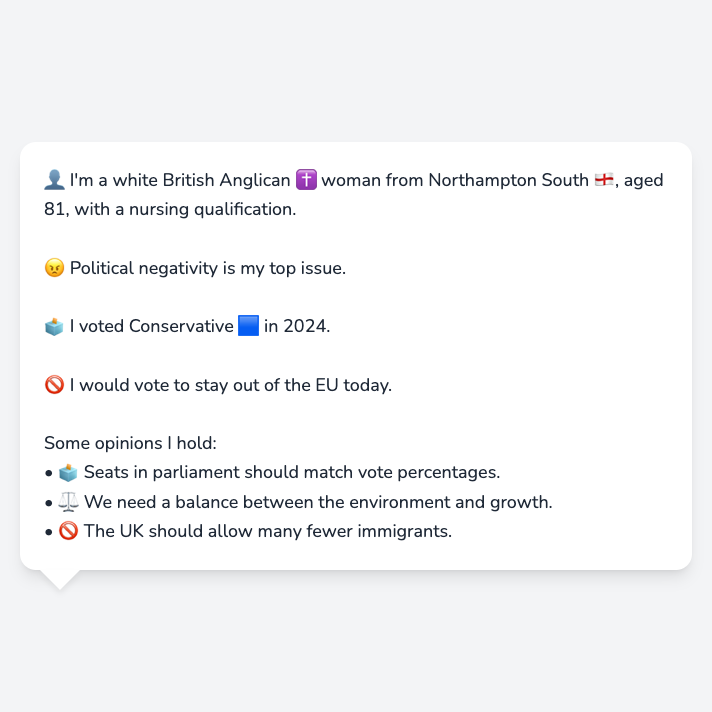 👤 I'm a white British Anglican ✝️ woman from Northampton South 🏴󠁧󠁢󠁥󠁮󠁧󠁿, aged
81, with a nursing qualification.
😠 Political negativity is my top issue.
🗳️ I voted Conservative 🟦 in 2024.
🚫 I would vote to stay out of the EU today.
Some opinions I hold:
• 🗳️ Seats in parliament should match vote percentages.
• ⚖️ We need a balance between the environment and growth.
• 🚫 The UK should allow many fewer immigrants.